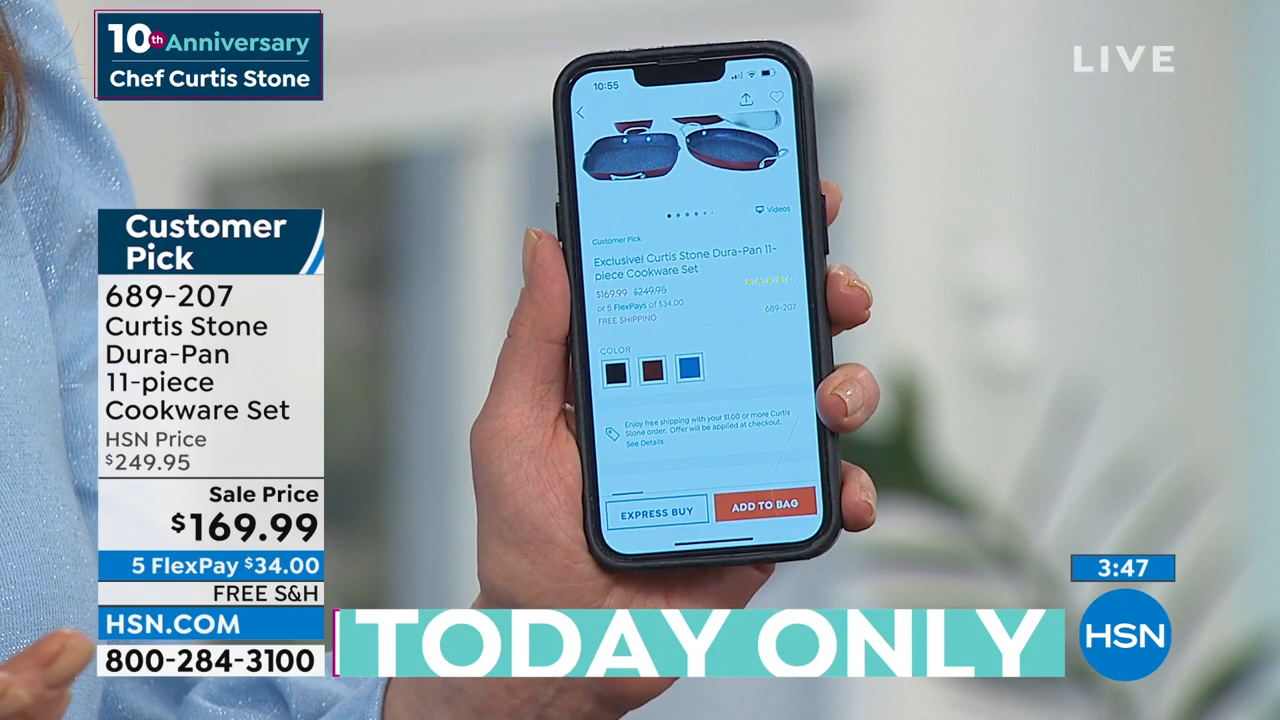 10th Anniversary
Chef Curtis Stone
LIVE
Customer
Pick
689-207
Curtis Stone
Dura-Pan
11-piece
Cookware Set
HSN Price
$249.95
Sale Price
$169.99
5 FlexPay $34.00
FREE S&H
HSN.COM
800-284-3100
10:55
Videos
Customer Pick
Exclusive! Curtis Stone Dura-Pan 11-
piece Cookware Set
$169.99 $249.95
or 5 FlexPays of $34.00
689-207
FREE SHIPPING
COLOR
Enjoy free shipping with your $1.00 or more Curtis
Stone order. Offer will be applied at checkout.
See Details
EXPRESS BUY
ADD TO BAG
TODAY ONLY
3:47
HSN